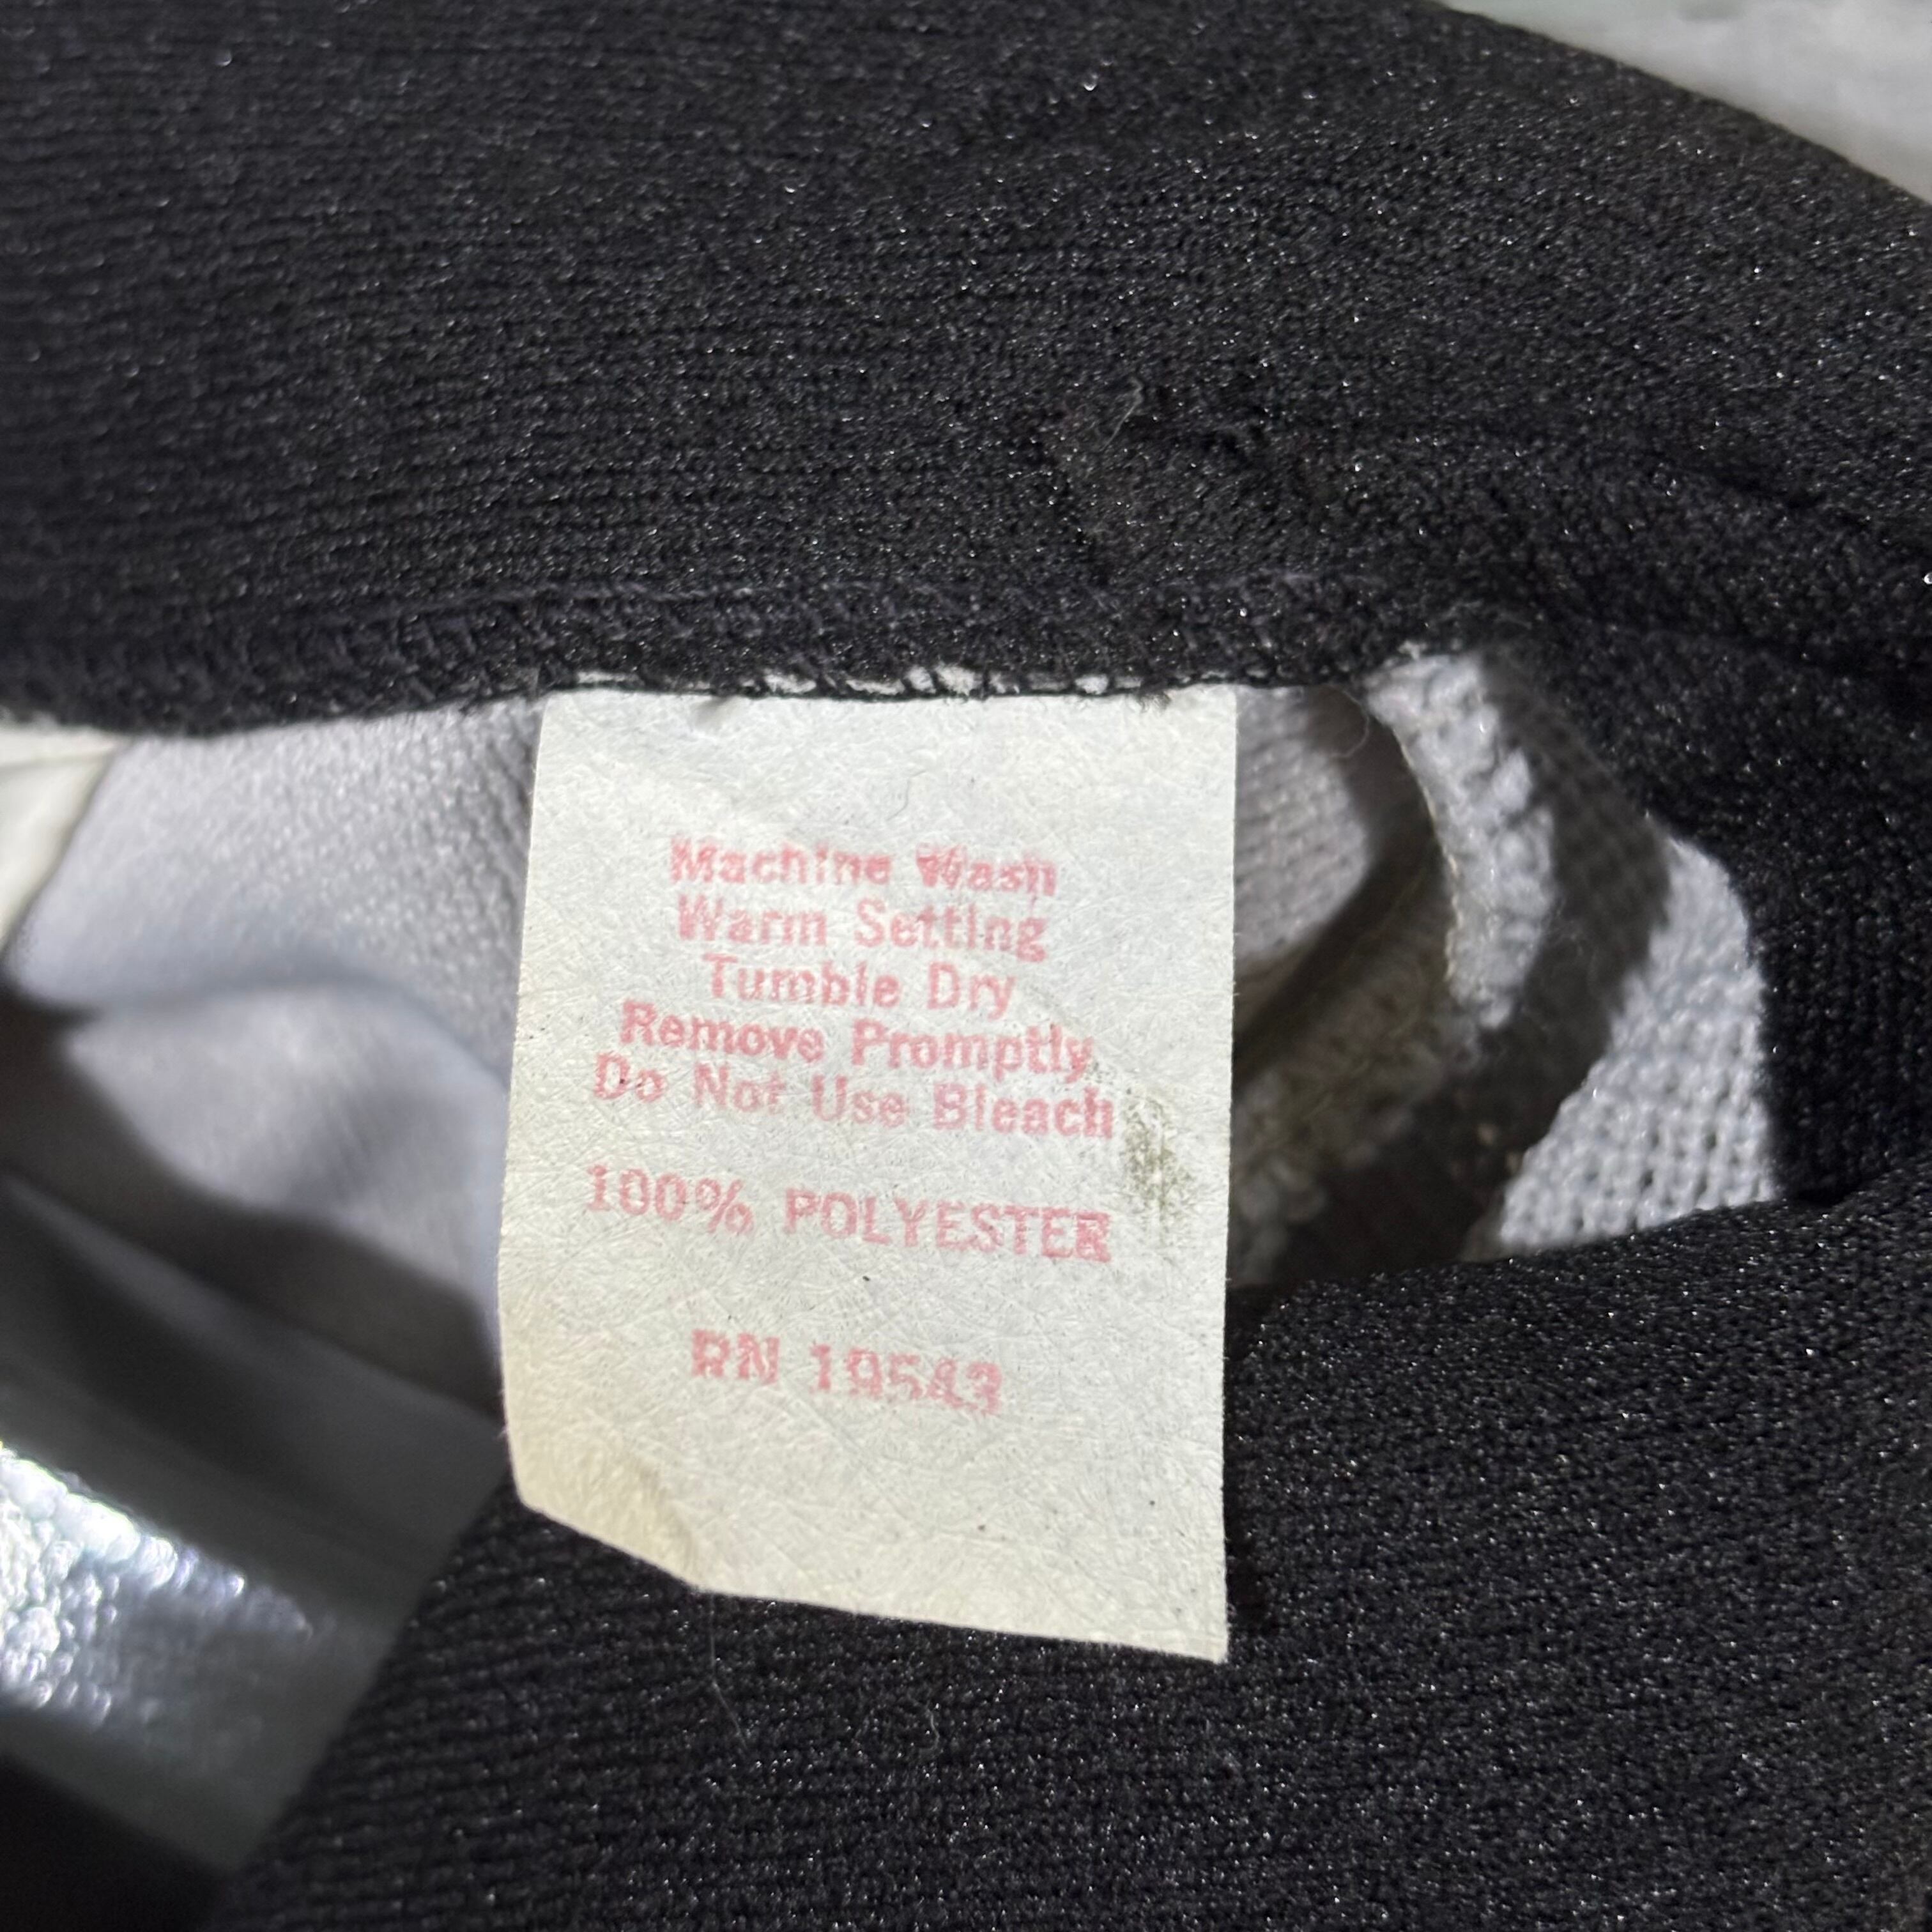 Machine Wash
Warm Setting
Tumble Dry
Remove Promptly
Do Not Use Bleach
100% POLYESTER
RN 19543